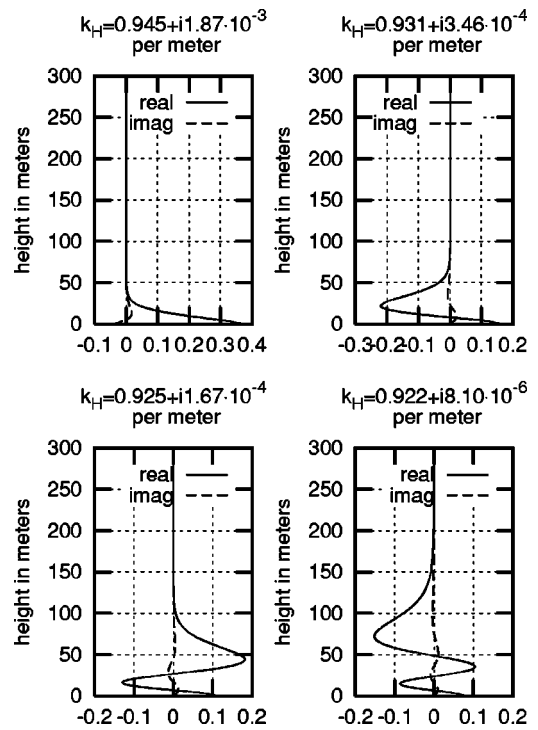 k_H=0.945+i1.87·10^-3
per meter
300
250
200
150
100
50
0
height in meters
real
imag
-0.1 0 0.1 0.2 0.3 0.4
k_H=0.931+i3.46·10^-4
per meter
300
250
200
150
100
50
0
height in meters
real
imag
-0.3-0.2-0.1 0 0.1 0.2
k_H=0.925+i1.67·10^-4
per meter
300
250
200
150
100
50
0
height in meters
real
imag
-0.2 -0.1 0 0.1 0.2
k_H=0.922+i8.10·10^-6
per meter
300
250
200
150
100
50
0
height in meters
real
imag
-0.2 -0.1 0 0.1 0.2